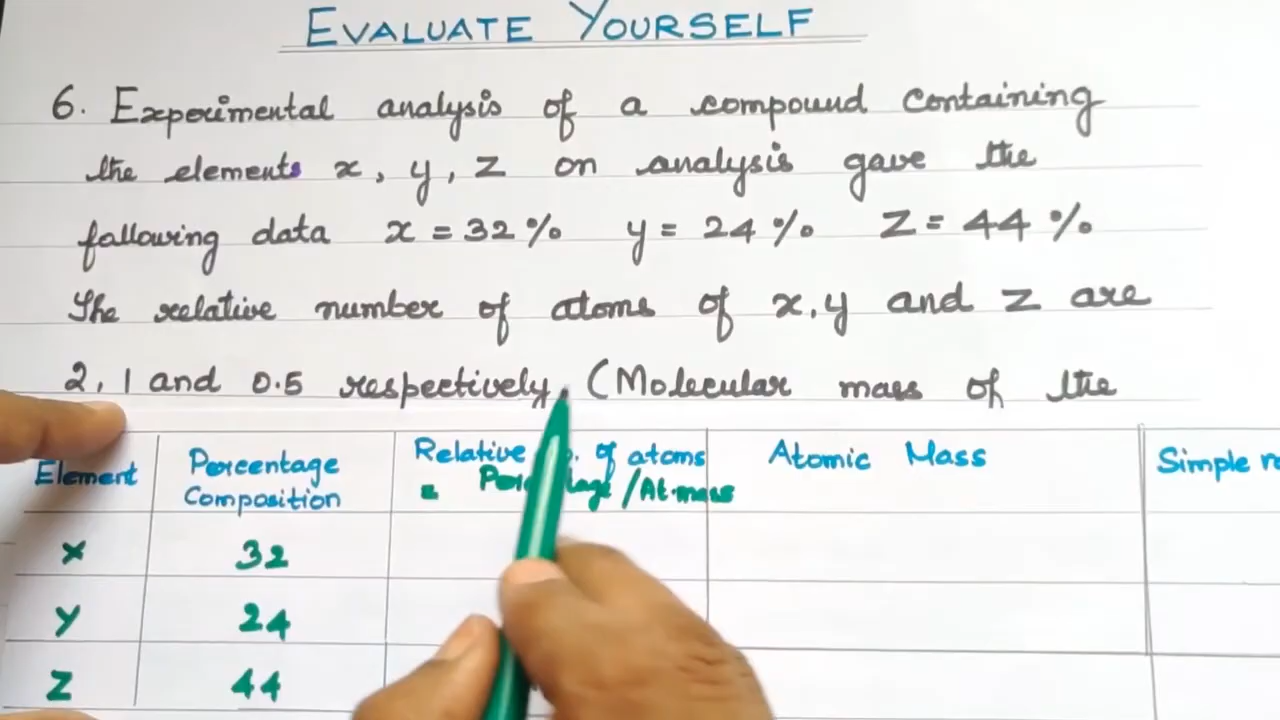 EVALUATE YOURSELF
6. Experimental analysis of a compound containing
the elements x, y, z on analysis gave the
following data x = 32% y = 24% z = 44%
The relative number of atoms of x, y and z are
2, 1 and 0.5 respectively. (Molecular mass of the
Element
Percentage
Composition
Relative of atoms
= /At.mass
Atomic Mass
Simple
X 32
Y 24
Z 44